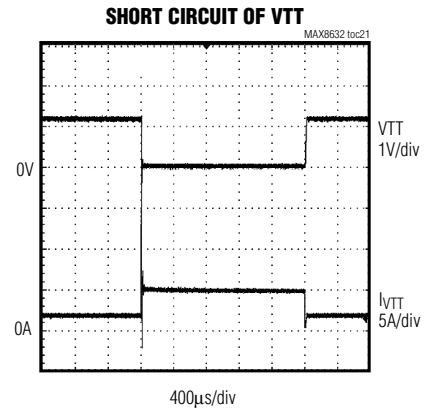 SHORT CIRCUIT OF VTT
MAX8632 toc21
VTT
1V/div
0V
IVTT
5A/div
0A
400µs/div